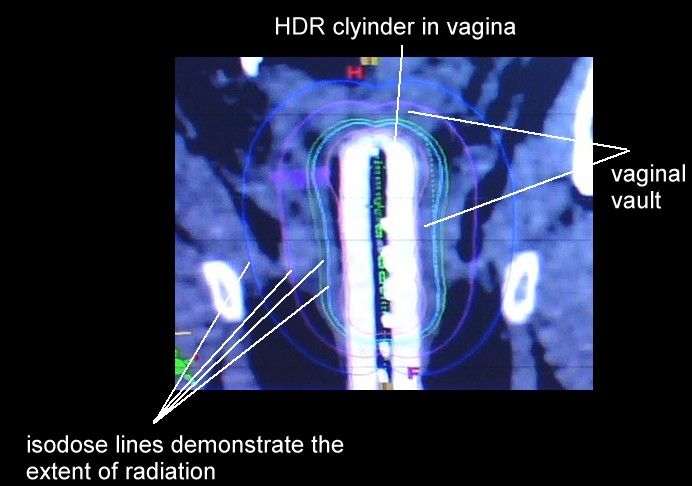 HDR clyinder in vagina
H
vaginal
vault
F
isodose lines demonstrate the
extent of radiation